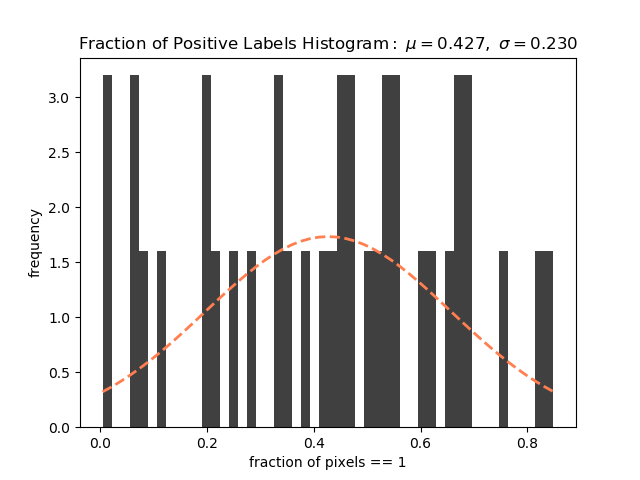 Fraction of Positive Labels Histogram : μ = 0.427, σ = 0.230
3.0
2.5
2.0
1.5
1.0
0.5
0.0
frequency
0.0 0.2 0.4 0.6 0.8
fraction of pixels == 1